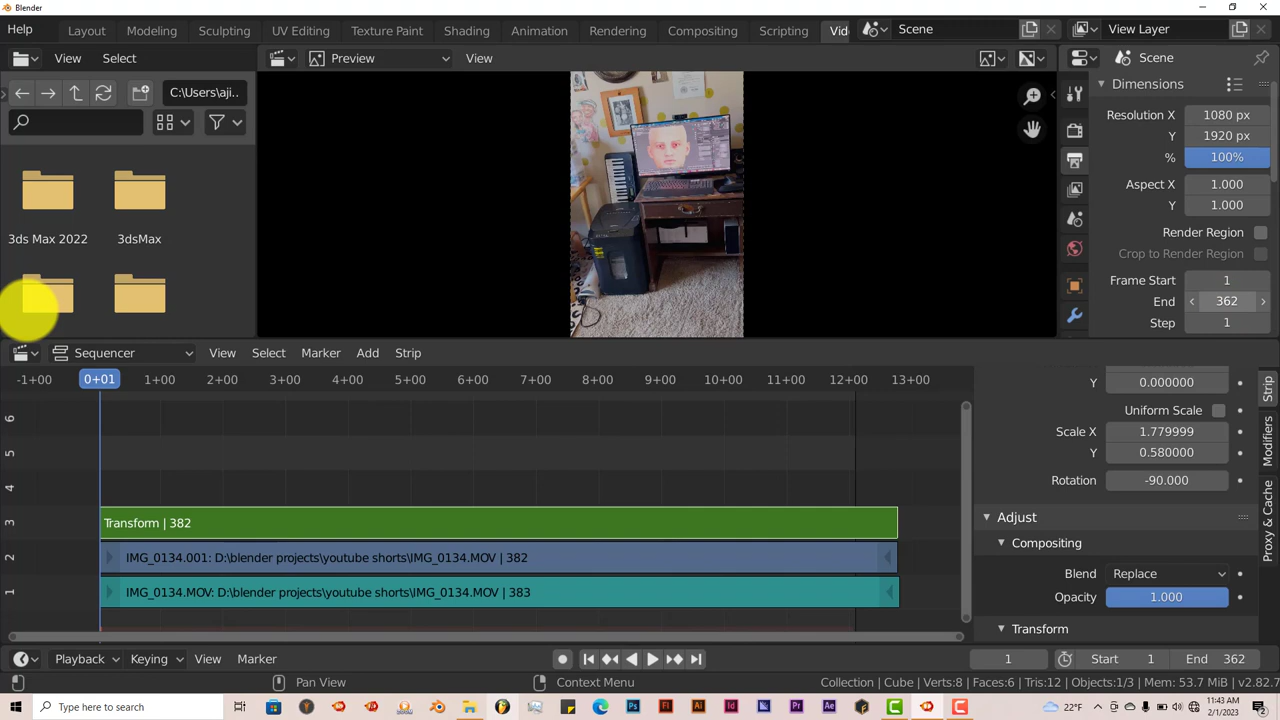 Blender
Help Layout Modeling Sculpting UV Editing Texture Paint Shading Animation Rendering Compositing Scripting Vid Scene View Layer
View Select Preview View Scene
C:\Users\aji..
Dimensions
Resolution X 1080 px
Y 1920 px
% 100%
Aspect X 1.000
Y 1.000
3ds Max 2022 3dsMax
Render Region
Crop to Render Region
Frame Start 1
End 362
Step 1
Sequencer View Select Marker Add Strip
-1+00 0+01 1+00 2+00 3+00 4+00 5+00 6+00 7+00 8+00 9+00 10+00 11+00 12+00 13+00
Y 0.000000
6
Uniform Scale
Scale X 1.779999
5
Y 0.580000
Rotation -90.000
4
Adjust
3 Transform | 382
Compositing
2 IMG_0134.001: D:\blender projects\youtube shorts\IMG_0134.MOV | 382
Blend Replace
1 IMG_0134.MOV: D:\blender projects\youtube shorts\IMG_0134.MOV | 383
Opacity 1.000
Transform
Strip
Modifiers
Proxy & Cache
Playback Keying View Marker 1 Start 1 End 362
Pan View Context Menu Collection | Cube | Verts:8 | Faces:6 | Tris:12 | Objects:1/3 | Mem: 53.7 MiB | v2.82.7
Type here to search
22°F
11:43 AM
2/1/2023